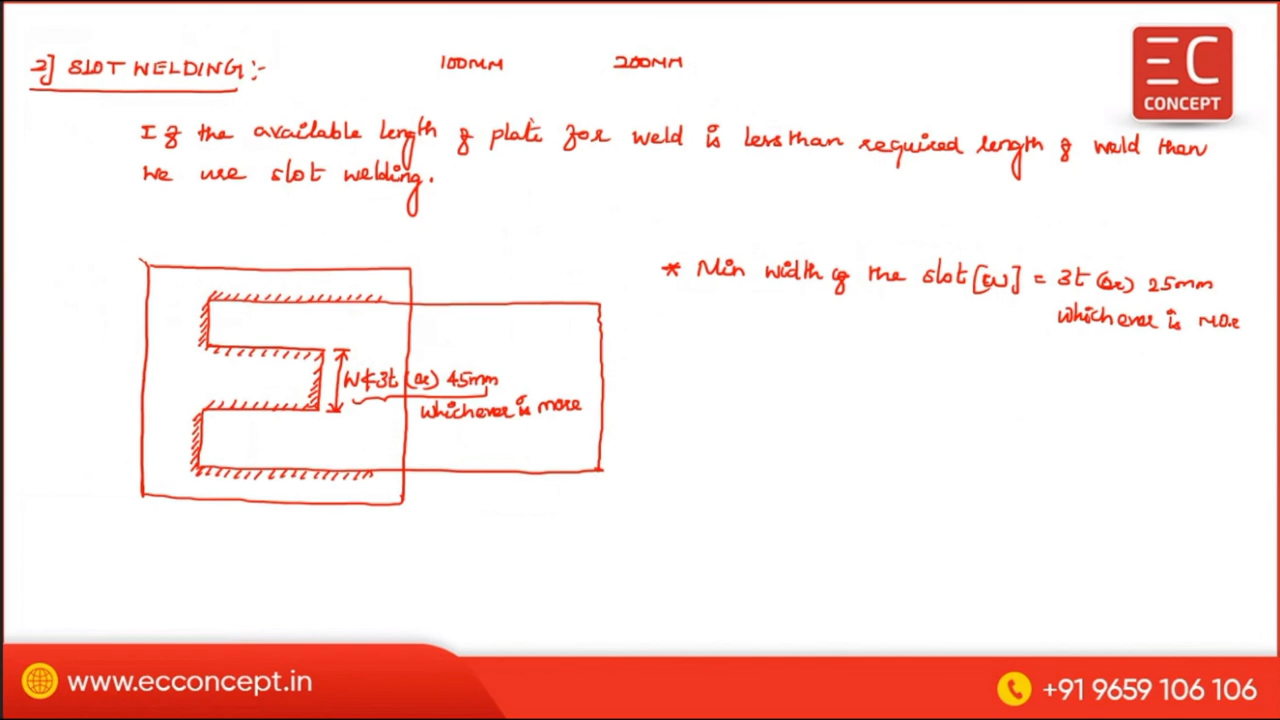 2] SLOT WELDING :-
100MM 200MM
EC
CONCEPT
If the available length of plate for weld is less than required length of weld then
we use slot welding.
* Min width of the slot [W] = 3t (or) 25mm
whichever is more
W≮3t (or) 45mm
whichever is more
www.ecconcept.in
+91 9659 106 106